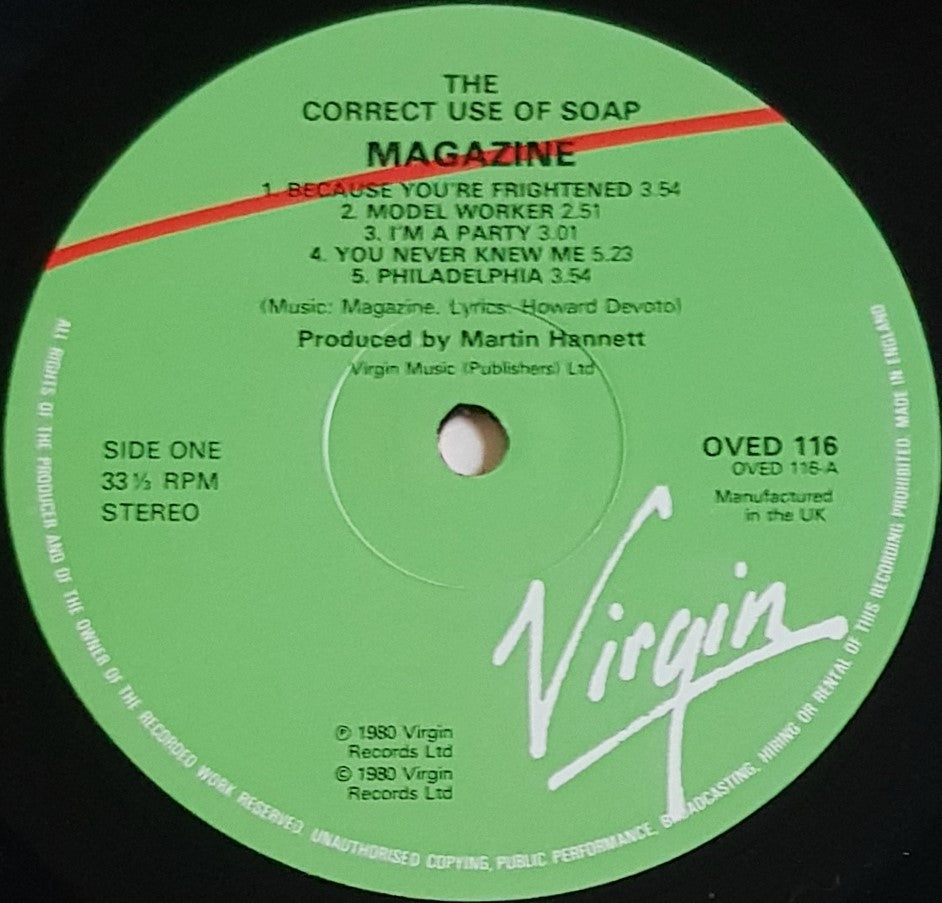 THE
CORRECT USE OF SOAP
MAGAZINE
1. BECAUSE YOU'RE FRIGHTENED 3.54
2. MODEL WORKER 2.51
3. I'M A PARTY 3.01
4. YOU NEVER KNEW ME 5.23
5. PHILADELPHIA 3.54
(Music: Magazine. Lyrics: Howard Devoto)
Produced by Martin Hannett
Virgin Music (Publishers) Ltd
SIDE ONE
33⅓ RPM
STEREO
OVED 116
OVED 116-A
Manufactured
in the UK
Virgin
℗ 1980 Virgin
Records Ltd
© 1980 Virgin
Records Ltd
ALL RIGHTS OF THE PRODUCER AND OF THE OWNER OF THE RECORDED WORK RESERVED. UNAUTHORISED COPYING, PUBLIC PERFORMANCE, BROADCASTING, HIRING OR RENTAL OF THIS RECORDING PROHIBITED. MADE IN ENGLAND